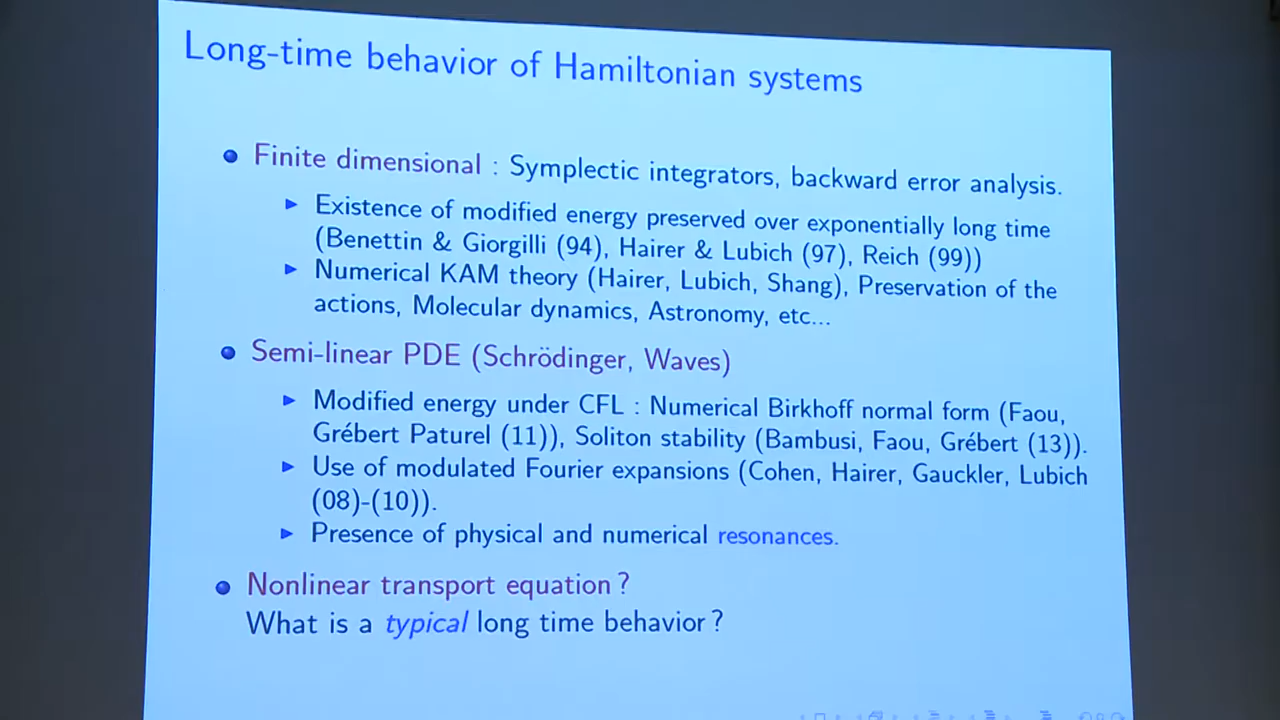 Long-time behavior of Hamiltonian systems
Finite dimensional : Symplectic integrators, backward error analysis.
Existence of modified energy preserved over exponentially long time
(Benettin & Giorgilli (94), Hairer & Lubich (97), Reich (99))
Numerical KAM theory (Hairer, Lubich, Shang), Preservation of the
actions, Molecular dynamics, Astronomy, etc...
Semi-linear PDE (Schrödinger, Waves)
Modified energy under CFL : Numerical Birkhoff normal form (Faou,
Grébert Paturel (11)), Soliton stability (Bambusi, Faou, Grébert (13)).
Use of modulated Fourier expansions (Cohen, Hairer, Gauckler, Lubich
(08)-(10)).
Presence of physical and numerical resonances.
Nonlinear transport equation ?
What is a typical long time behavior ?